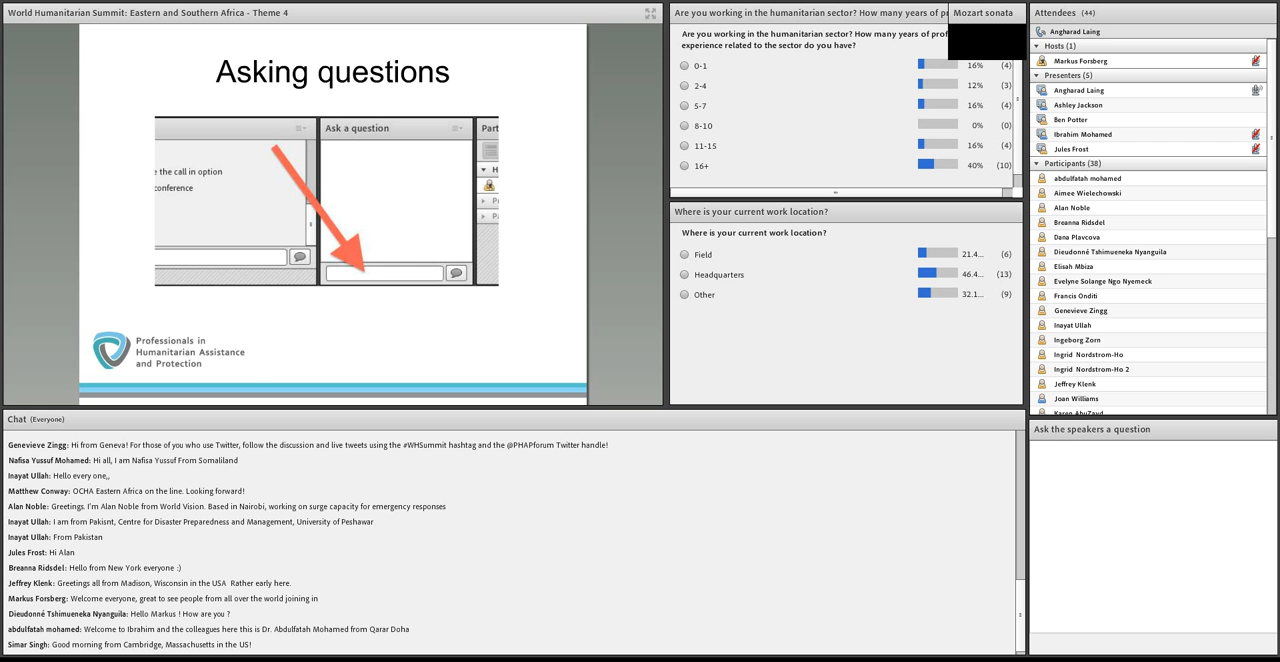 World Humanitarian Summit: Eastern and Southern Africa - Theme 4
Asking questions
Ask a question
Part
e the call in option
conference
H
P
P
Professionals in
Humanitarian Assistance
and Protection
Are you working in the humanitarian sector? How many years of pr
Mozart sonata
Are you working in the humanitarian sector? How many years of prof
experience related to the sector do you have?
0-1 16% (4)
2-4 12% (3)
5-7 16% (4)
8-10 0% (0)
11-15 16% (4)
16+ 40% (10)
Where is your current work location?
Where is your current work location?
Field 21.4... (6)
Headquarters 46.4... (13)
Other 32.1... (9)
Attendees (44)
Angharad Laing
Hosts (1)
Markus Forsberg
Presenters (5)
Angharad Laing
Ashley Jackson
Ben Potter
Ibrahim Mohamed
Jules Frost
Participants (38)
abdulfatah mohamed
Aimee Wielechowski
Alan Noble
Breanna Ridsdel
Dana Plavcova
Dieudonné Tshimueneka Nyanguila
Elisah Mbiza
Evelyne Solange Ngo Nyemeck
Francis Onditi
Genevieve Zingg
Inayat Ullah
Ingeborg Zorn
Ingrid Nordstrom-Ho
Ingrid Nordstrom-Ho 2
Jeffrey Klenk
Joan Williams
Karen AbuZayd
Chat (Everyone)
Genevieve Zingg: Hi from Geneva! For those of you who use Twitter, follow the discussion and live tweets using the #WHSummit hashtag and the @PHAPforum Twitter handle!
Nafisa Yussuf Mohamed: Hi all, I am Nafisa Yussuf From Somaliland
Inayat Ullah: Hello every one,,
Matthew Conway: OCHA Eastern Africa on the line. Looking forward!
Alan Noble: Greetings. I'm Alan Noble from World Vision. Based in Nairobi, working on surge capacity for emergency responses
Inayat Ullah: I am from Pakisnt, Centre for Disaster Preparedness and Management, University of Peshawar
Inayat Ullah: From Pakistan
Jules Frost: Hi Alan
Breanna Ridsdel: Hello from New York everyone :)
Jeffrey Klenk: Greetings all from Madison, Wisconsin in the USA  Rather early here.
Markus Forsberg: Welcome everyone, great to see people from all over the world joining in
Dieudonné Tshimueneka Nyanguila: Hello Markus ! How are you ?
abdulfatah mohamed: Welcome to Ibrahim and the colleagues here this is Dr. Abdulfatah Mohamed from Qarar Doha
Simar Singh: Good morning from Cambridge, Massachusetts in the US!
Ask the speakers a question